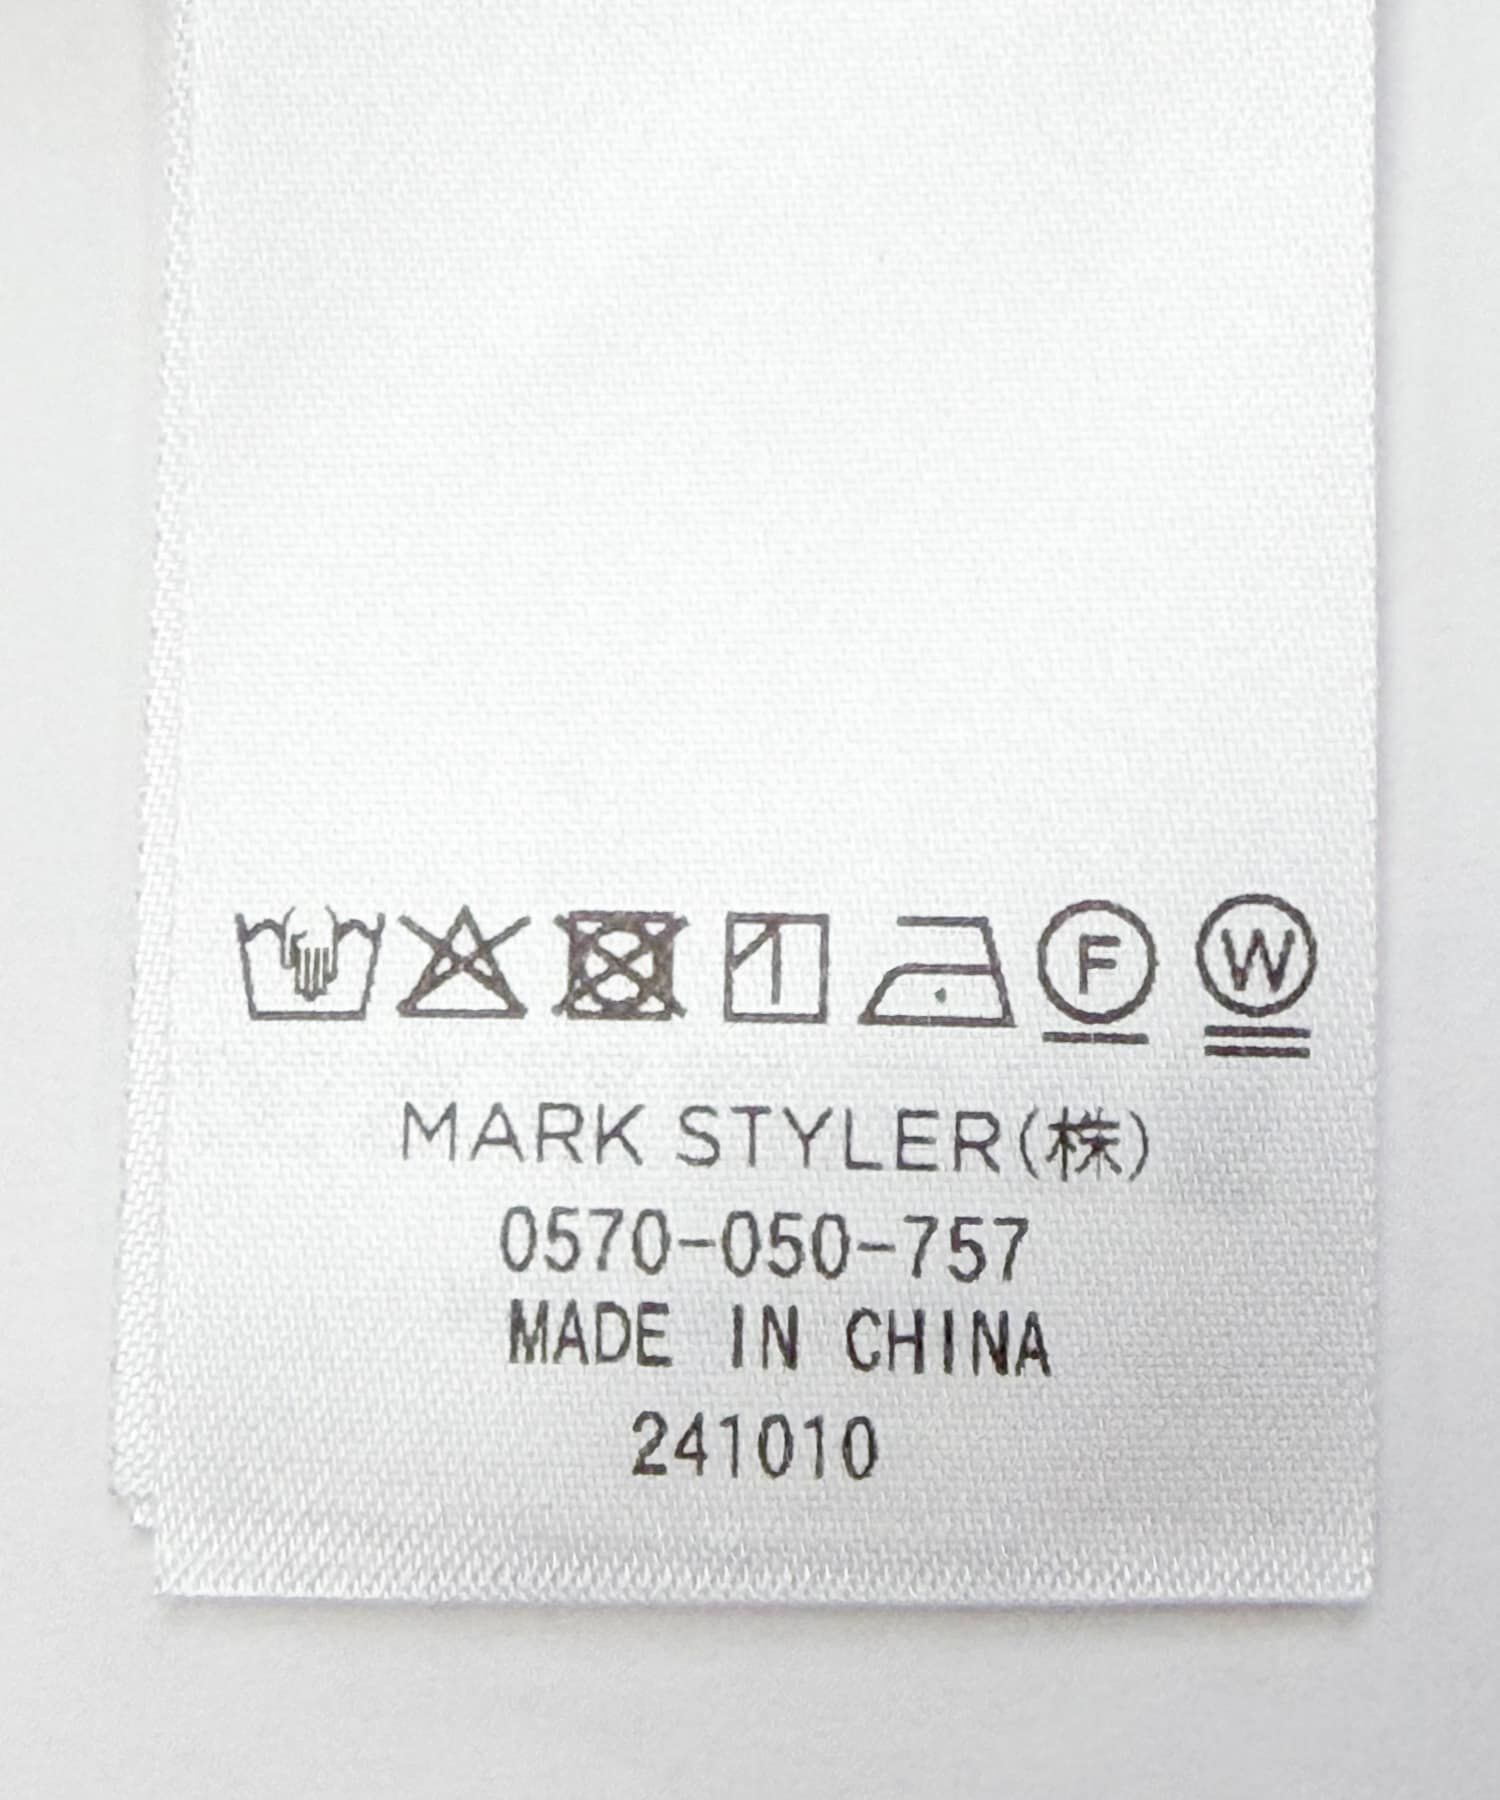 F W
MARK STYLER(株)
0570-050-757
MADE IN CHINA
241010